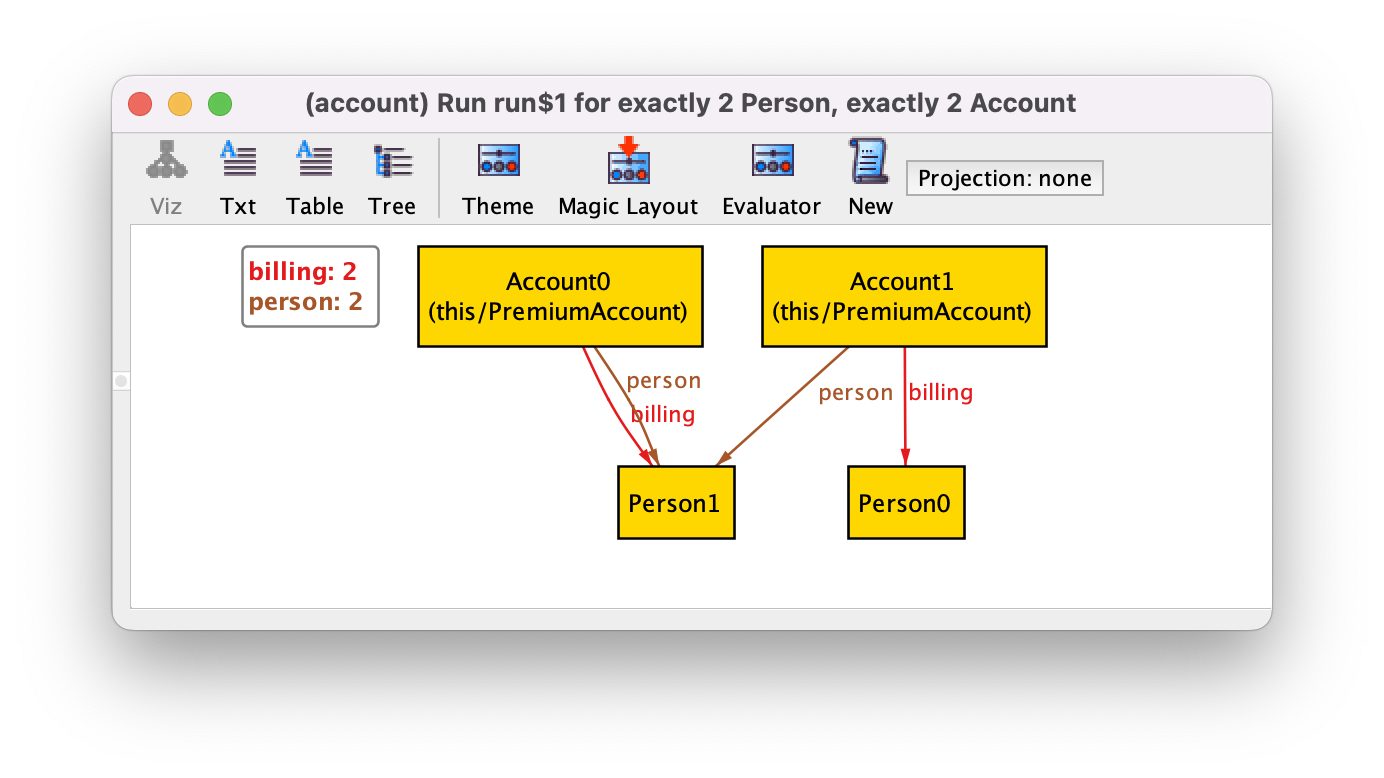 (account) Run run$1 for exactly 2 Person, exactly 2 Account
Viz Txt Table Tree Theme Magic Layout Evaluator New Projection: none
billing: 2
person: 2
Account0
(this/PremiumAccount)
Account1
(this/PremiumAccount)
person
billing
person
billing
Person1
Person0